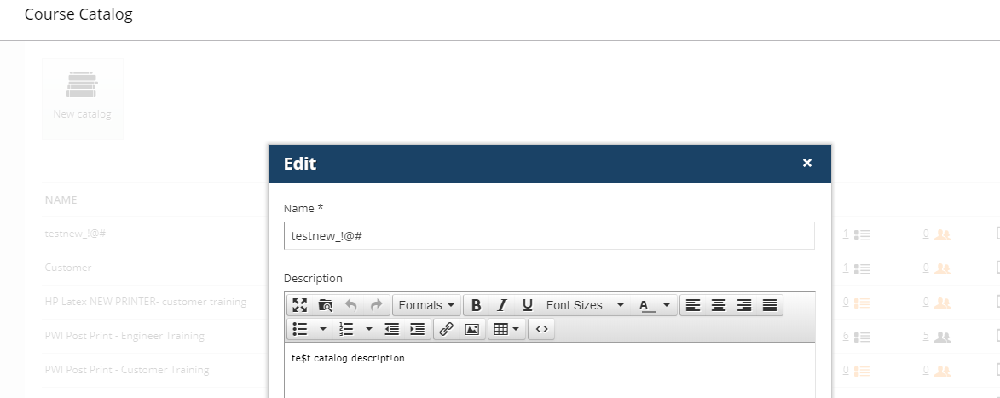 Course Catalog
New catalog
Edit
×
Name *
NAME
testnew_!@#
testnew_!@#
1 0
Customer
1 0
Description
HP Latex NEW PRINTER- customer training
Formats B I U Font Sizes A
0 0
PWI Post Print - Engineer Training
6 5
te$t catalog descr!pt!on
PWI Post Print - Customer Training
0 0